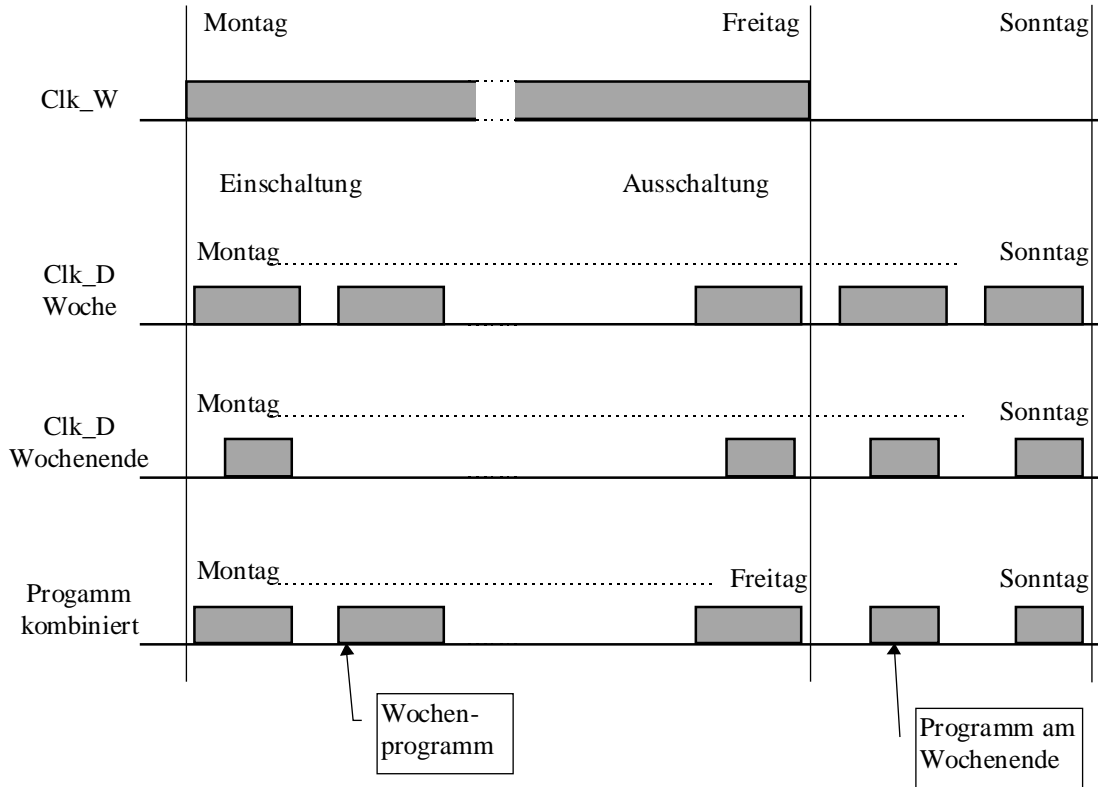 Montag
Freitag
Sonntag
Clk_W
Einschaltung
Ausschaltung
Montag
Sonntag
Clk_D
Woche
Montag
Sonntag
Clk_D
Wochenende
Montag
Freitag
Sonntag
Progamm
kombiniert
Wochen-
programm
Programm am
Wochenende